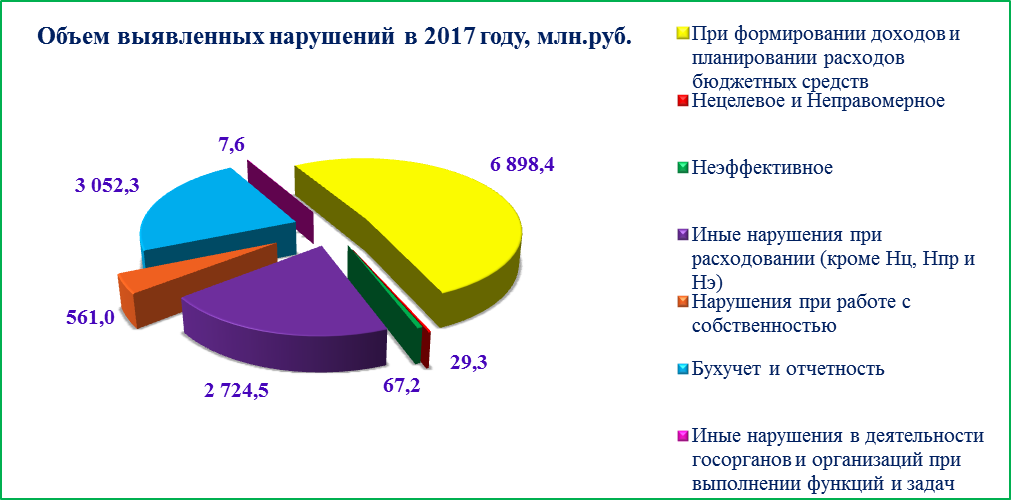 Объем выявленных нарушений в 2017 году, млн.руб.
7,6
6 898,4
3 052,3
561,0
2 724,5
67,2
29,3
При формировании доходов и
планировании расходов
бюджетных средств
Нецелевое и Неправомерное
Неэффективное
Иные нарушения при
расходовании (кроме Нц, Нпр и
Нэ)
Нарушения при работе с
собственностью
Бухучет и отчетность
Иные нарушения в деятельности
госорганов и организаций при
выполнении функций и задач